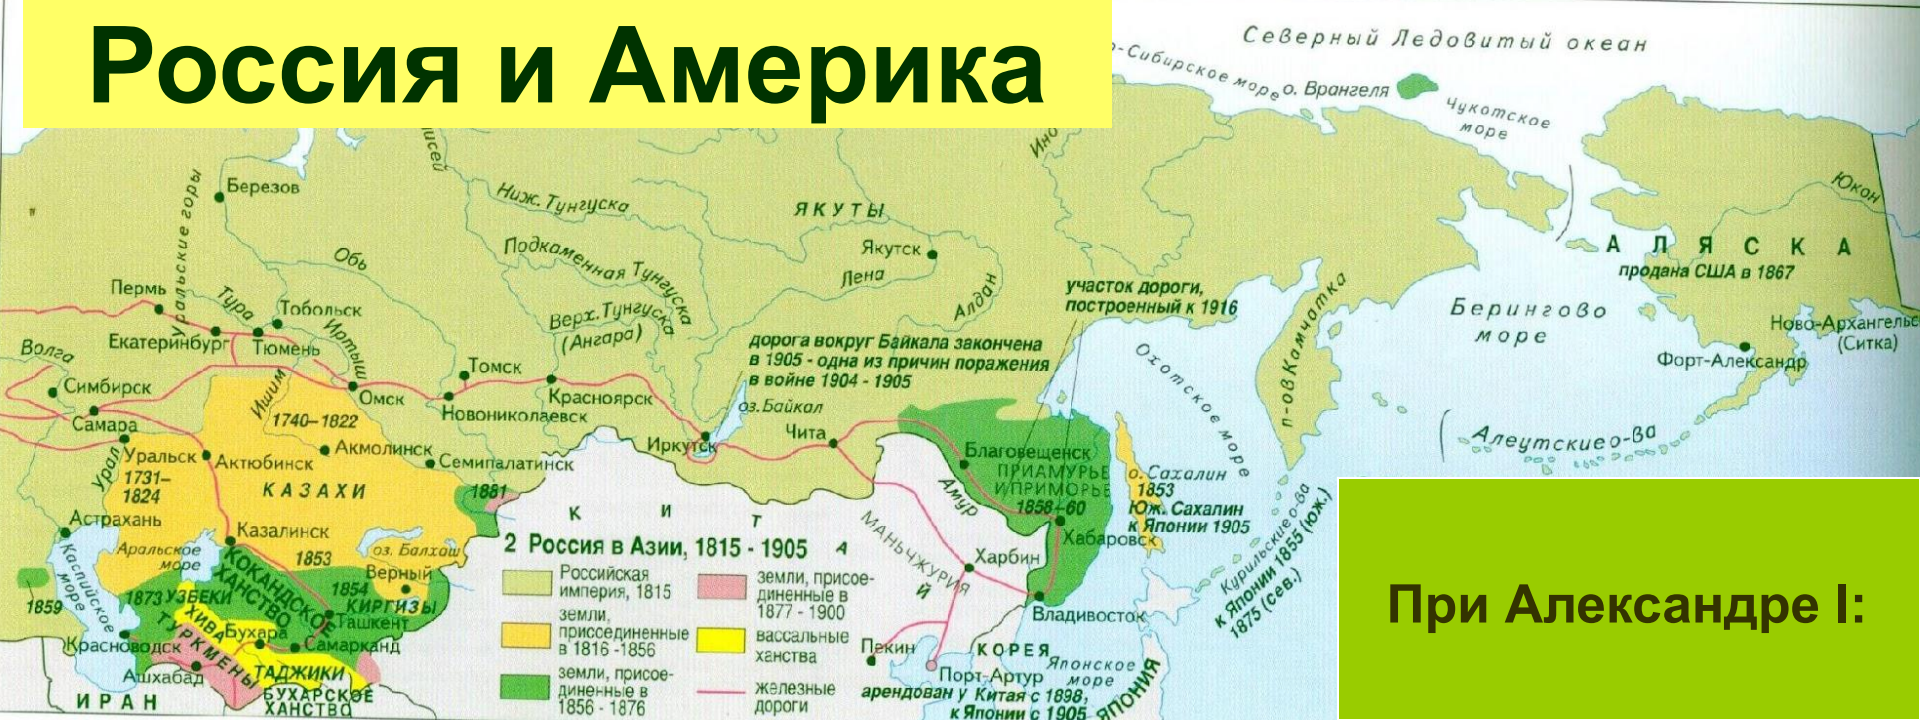 Россия и Америка
Северный Ледовитый океан
о-Сибирское море
о. Врангеля
Чукотское
море
Березов
Уральские горы
Ниж. Тунгуска
ЯКУТЫ
Юкон
Подкаменная Тунгуска
Якутск
АЛЯСКА
продана США в 1867
Обь
Лена
Алдан
Пермь
Тура
Тобольск
Иртыш
Верх. Тунгуска
(Ангара)
участок дороги,
построенный к 1916
п-ов Камчатка
Берингово
море
Ново-Архангельс
(Ситка)
Форт-Александр
Волга
Екатеринбург
Тюмень
дорога вокруг Байкала закончена
в 1905 - одна из причин поражения
в войне 1904 - 1905
Охотское море
Симбирск
Ишим
Омск
Томск
Новониколаевск
Красноярск
оз. Байкал
Самара
1740-1822
Иркутск
Чита
Алеутские о-ва
Урал
Уральск
1731-
1824
Актюбинск
Акмолинск
Семипалатинск
КАЗАХИ
1881
Благовещенск
ПРИАМУРЬЕ
И ПРИМОРЬЕ
1858-60
Амур
Хабаровск
о. Сахалин
1853
Юж. Сахалин
к Японии 1905
Астрахань
Казалинск
Аральское
море
1853
оз. Балхаш
Верный
КИТАЙ
МАНЬЧЖУРИЯ
Харбин
Курильские о-ва
к Японии 1855 (юж.)
1875 (сев.)
Каспийское
море
КОКАНДСКОЕ
ХАНСТВО
1854
КИРГИЗЫ
1859
1873
УЗБЕКИ
ХИВА
Ташкент
Бухара
Самарканд
Красноводск
ТУРКМЕНЫ
Ашхабад
ТАДЖИКИ
БУХАРСКОЕ
ХАНСТВО
ИРАН
2 Россия в Азии, 1815 - 1905
Российская
империя, 1815
земли,
приссединенные
в 1816 -1856
земли, присое-
диненные в
1856 - 1876
земли, присое-
диненные в
1877 - 1900
вассальные
ханства
железные
дороги
Владивосток
Пекин
КОРЕЯ
Порт-Артур
арендован у Китая с 1898,
к Японии с 1905
Японское
море
ЯПОНИЯ
При Александре I: